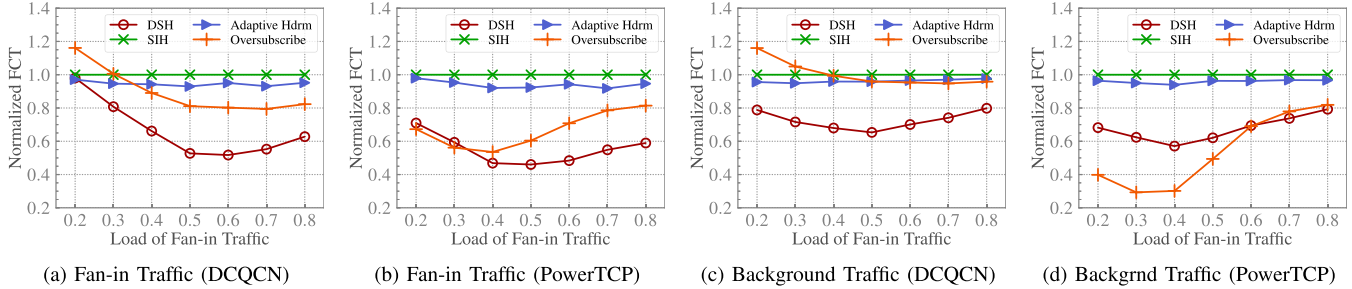 DSH
SIH
Adaptive Hdrm
Oversubscribe
Normalized FCT
1.4
1.2
1.0
0.8
0.6
0.4
0.2
0.2 0.3 0.4 0.5 0.6 0.7 0.8
Load of Fan-in Traffic
(a) Fan-in Traffic (DCQCN)
DSH
SIH
Adaptive Hdrm
Oversubscribe
Normalized FCT
1.4
1.2
1.0
0.8
0.6
0.4
0.2
0.2 0.3 0.4 0.5 0.6 0.7 0.8
Load of Fan-in Traffic
(b) Fan-in Traffic (PowerTCP)
DSH
SIH
Adaptive Hdrm
Oversubscribe
Normalized FCT
1.4
1.2
1.0
0.8
0.6
0.4
0.2
0.2 0.3 0.4 0.5 0.6 0.7 0.8
Load of Fan-in Traffic
(c) Background Traffic (DCQCN)
DSH
SIH
Adaptive Hdrm
Oversubscribe
Normalized FCT
1.4
1.2
1.0
0.8
0.6
0.4
0.2
0.2 0.3 0.4 0.5 0.6 0.7 0.8
Load of Fan-in Traffic
(d) Backgrnd Traffic (PowerTCP)